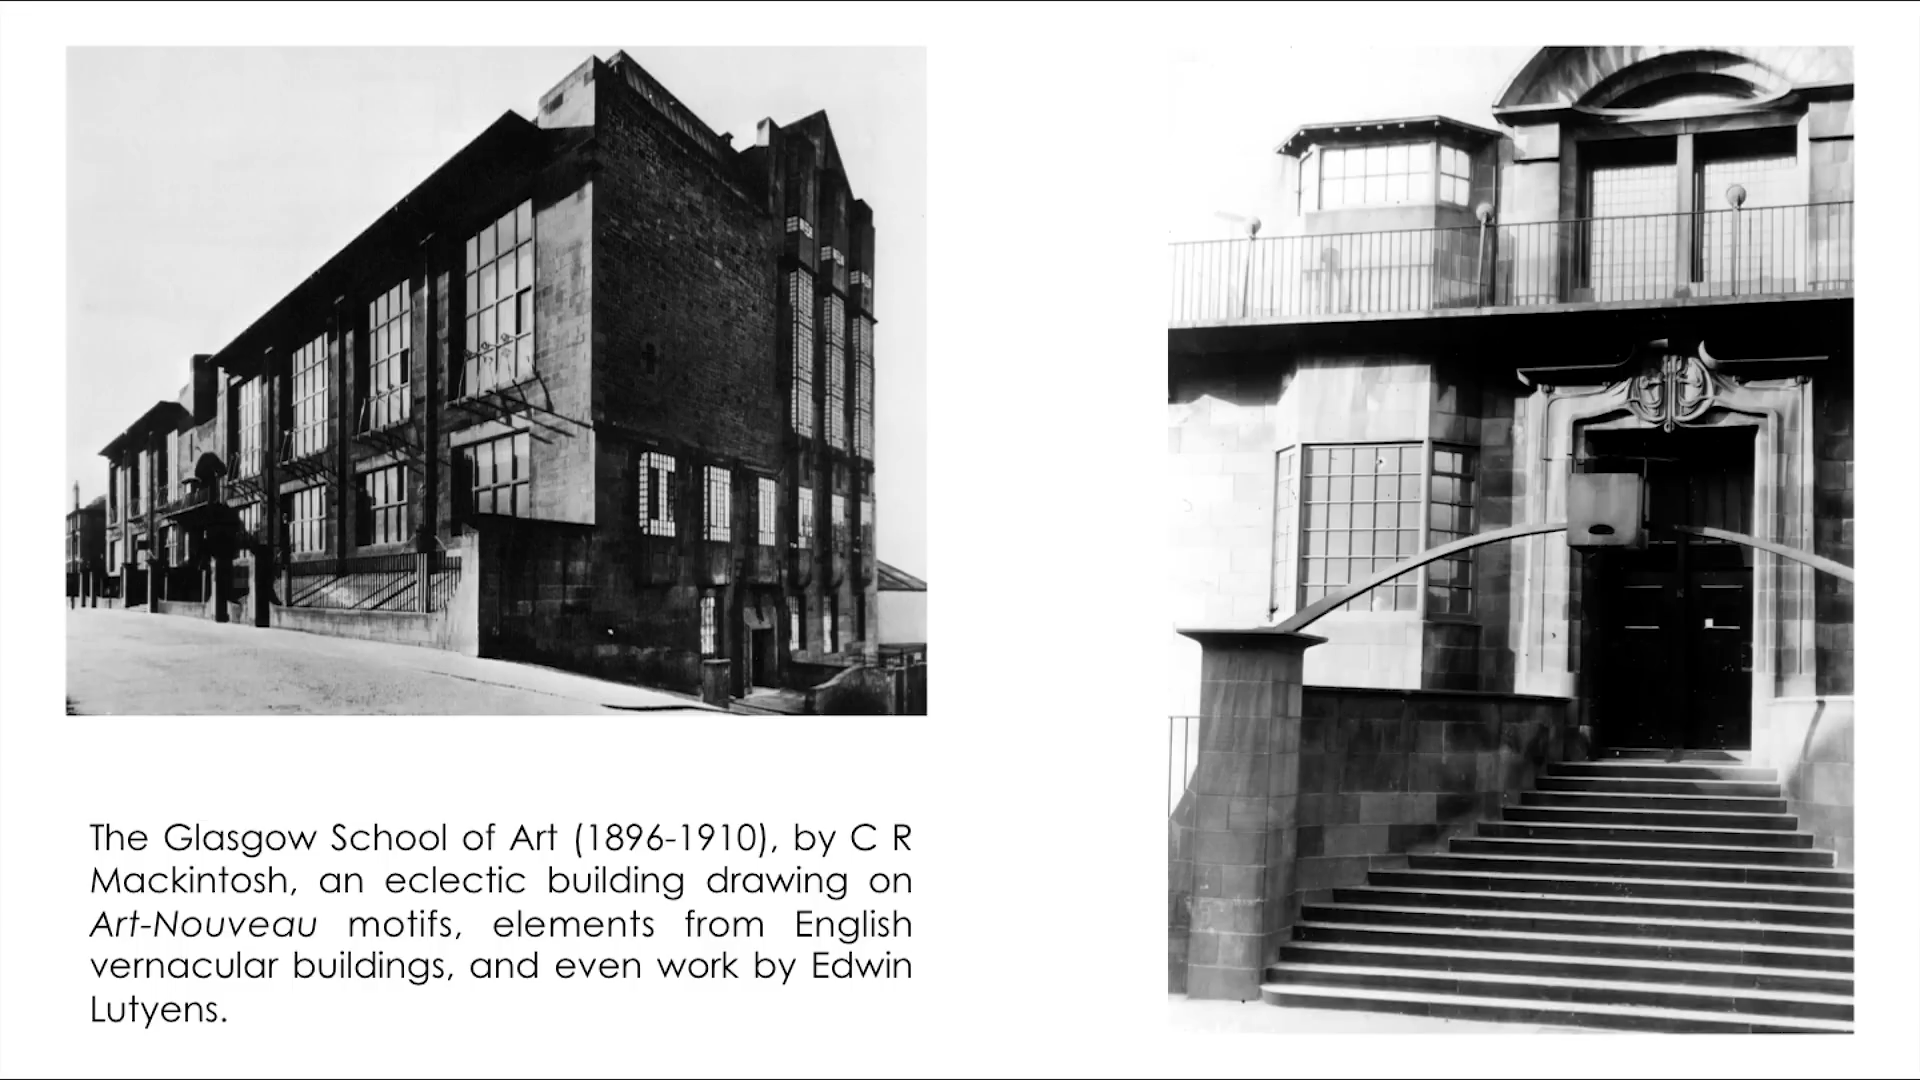 The Glasgow School of Art (1896-1910), by C R
Mackintosh, an eclectic building drawing on
Art-Nouveau motifs, elements from English
vernacular buildings, and even work by Edwin
Lutyens.